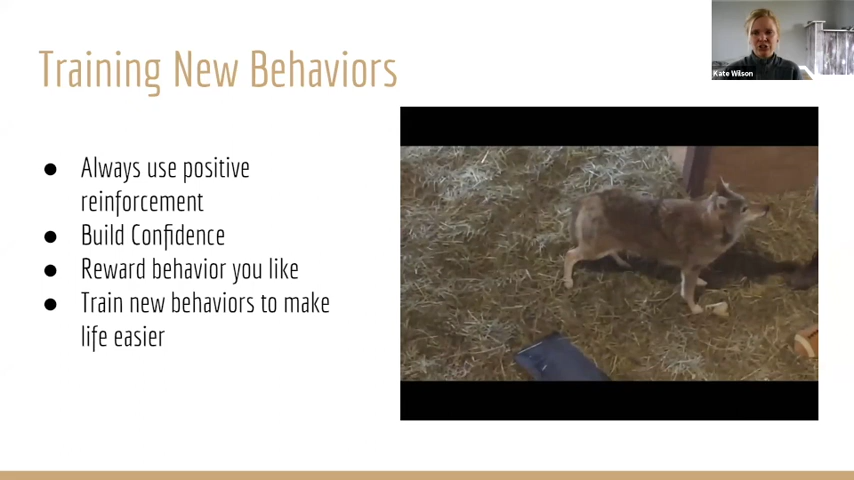 Training New Behaviors
Kate Wilson
● Always use positive
reinforcement
● Build Confidence
● Reward behavior you like
● Train new behaviors to make
life easier